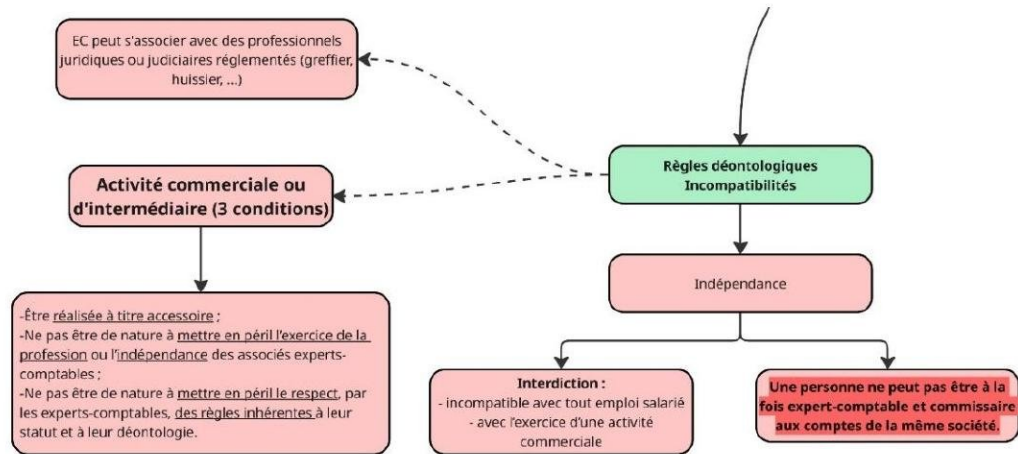 EC peut s'associer avec des professionnels
juridiques ou judiciaires réglementés (greffier,
huissier, ...)
Règles déontologiques
Incompatibilités
Activité commerciale ou
d'intermédiaire (3 conditions)
Indépendance
-Être réalisée à titre accessoire ;
-Ne pas être de nature à mettre en péril l'exercice de la
profession ou l'indépendance des associés experts-
comptables ;
-Ne pas être de nature à mettre en péril le respect, par
les experts-comptables, des règles inhérentes à leur
statut et à leur déontologie.
Interdiction :
- incompatible avec tout emploi salarié
- avec l'exercice d'une activité
commerciale
Une personne ne peut pas être à la
fois expert-comptable et commissaire
aux comptes de la même société.